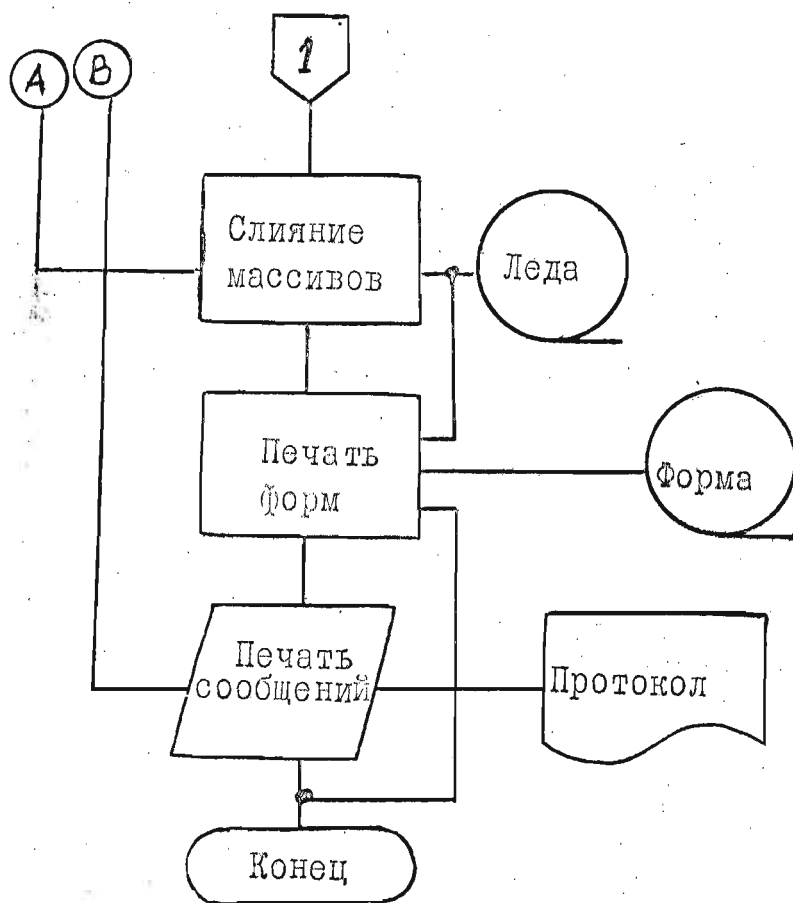 1
А В
Слияние
массивов
Леда
Печать
форм
Форма
Печать
сообщений
Протокол
Конец